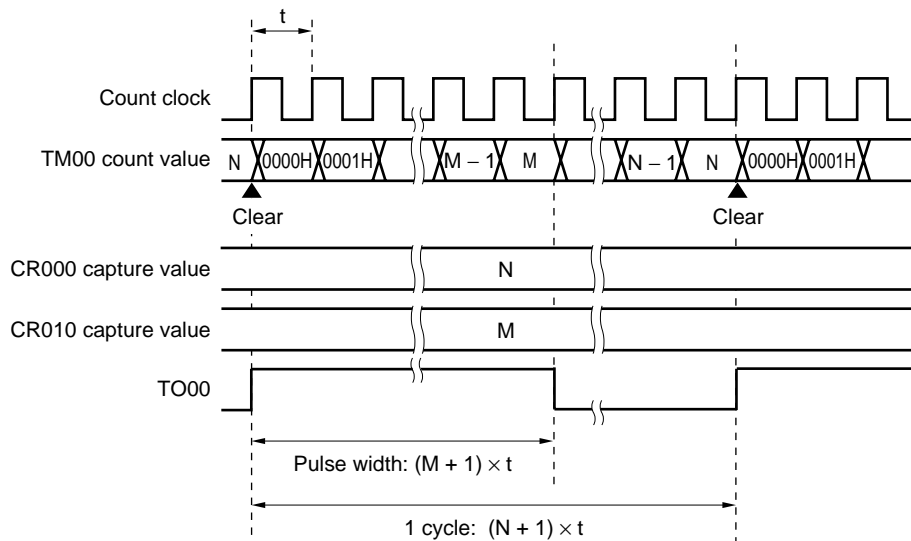 t
Count clock
TM00 count value N 0000H 0001H M – 1 M N – 1 N 0000H 0001H
Clear Clear
CR000 capture value N
CR010 capture value M
TO00
Pulse width: (M + 1) × t
1 cycle: (N + 1) × t